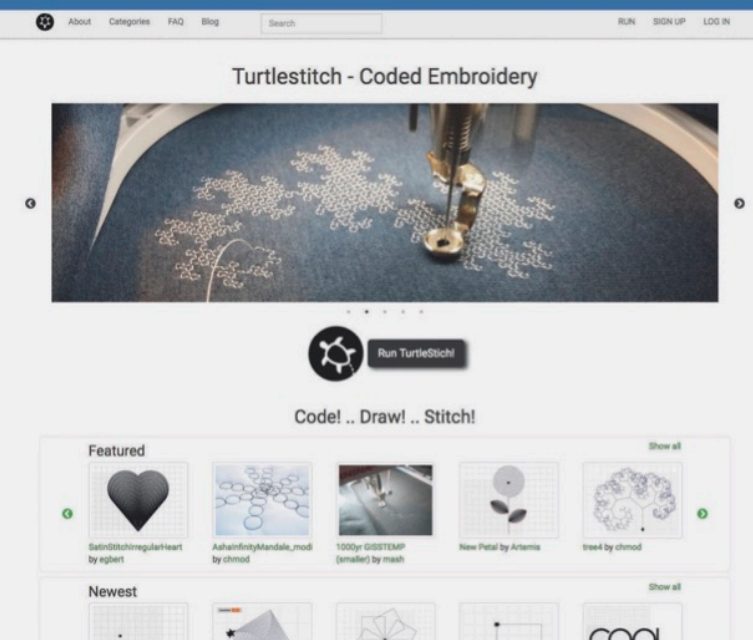 About Categories FAQ Blog Search RUN SIGN UP LOG IN
Turtlestitch - Coded Embroidery
Run TurtleStich!
Code! .. Draw! .. Stitch!
Featured Show all
SatinStitchIrregularHeart
by egbert
AshaInfinityMandale_modi
by chmod
1000yr GISSTEMP
(smaller) by mash
New Petal by Artemis
tree4 by chmod
Newest Show all